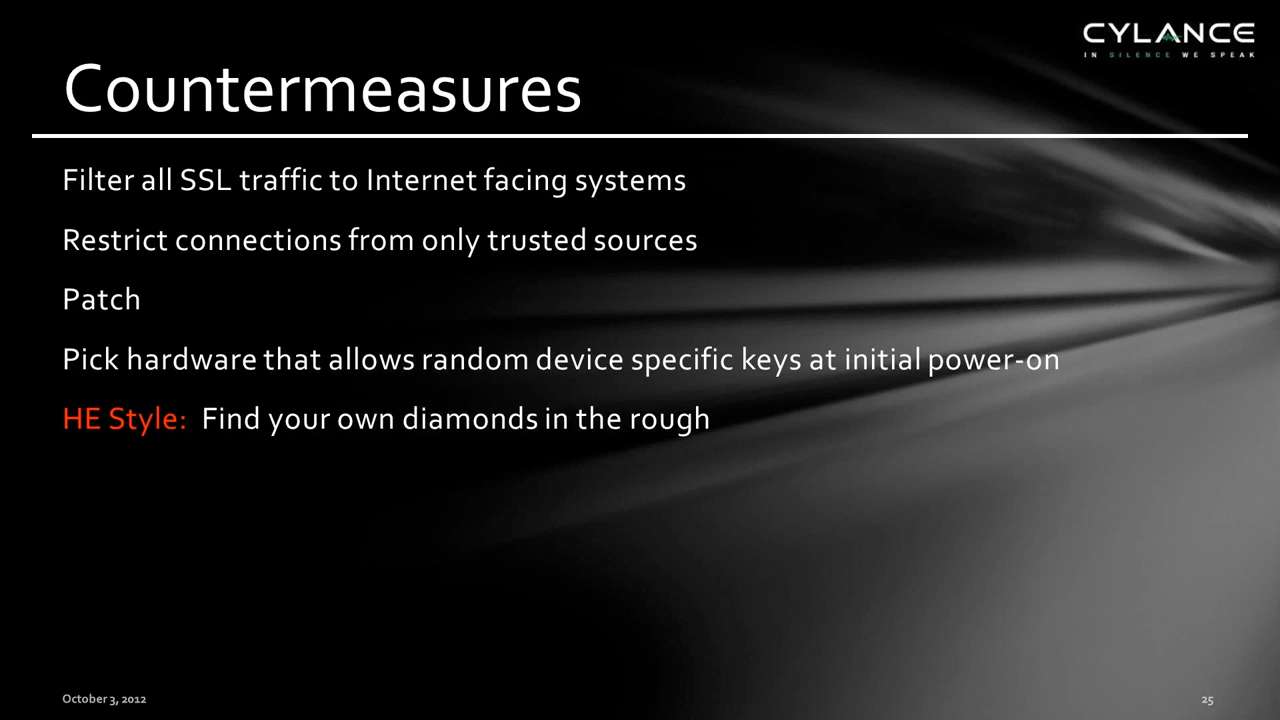 CYLANCE
IN SILENCE WE SPEAK
Countermeasures
Filter all SSL traffic to Internet facing systems
Restrict connections from only trusted sources
Patch
Pick hardware that allows random device specific keys at initial power-on
HE Style: Find your own diamonds in the rough
October 3, 2012
25